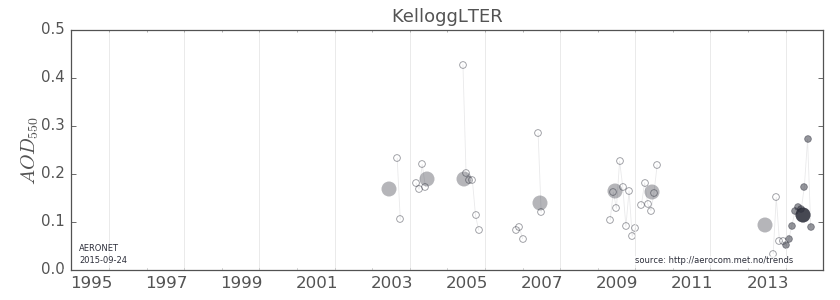 KelloggLTER
0.5
0.4
0.3
0.2
0.1
0.0
AOD550
AERONET
2015-09-24
source: http://aerocom.met.no/trends
1995 1997 1999 2001 2003 2005 2007 2009 2011 2013